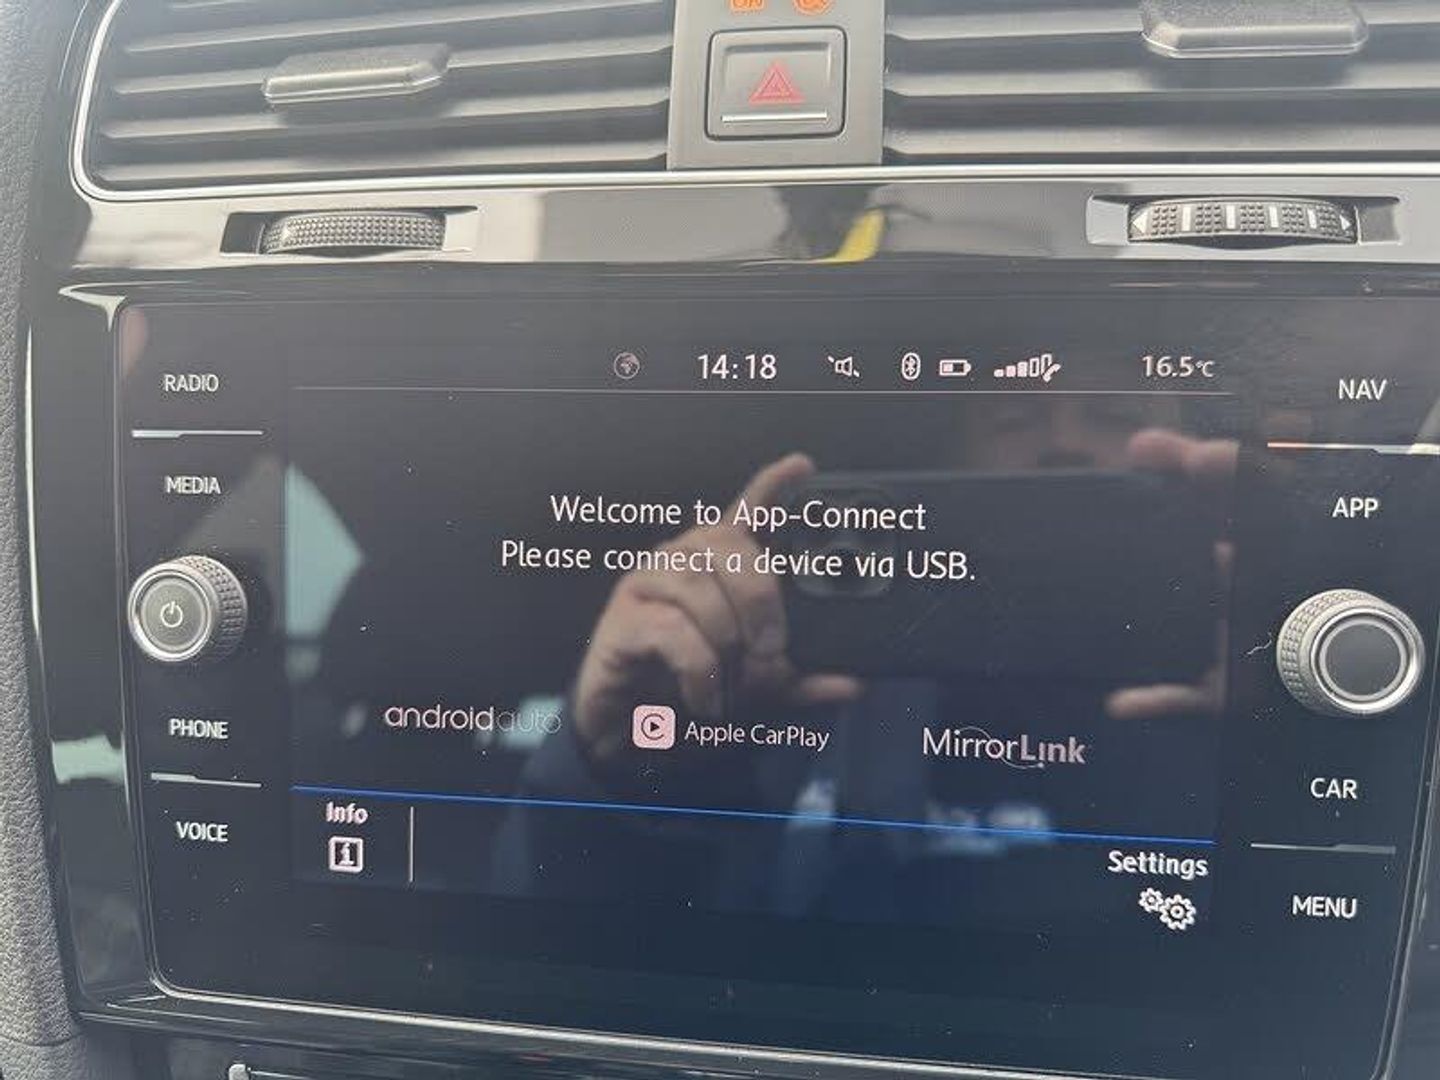 RADIO
MEDIA
PHONE
VOICE
14:18
16.5°C
Welcome to App-Connect
Please connect a device via USB.
androidauto
Apple CarPlay
MirrorLink
Info
i
Settings
NAV
APP
CAR
MENU